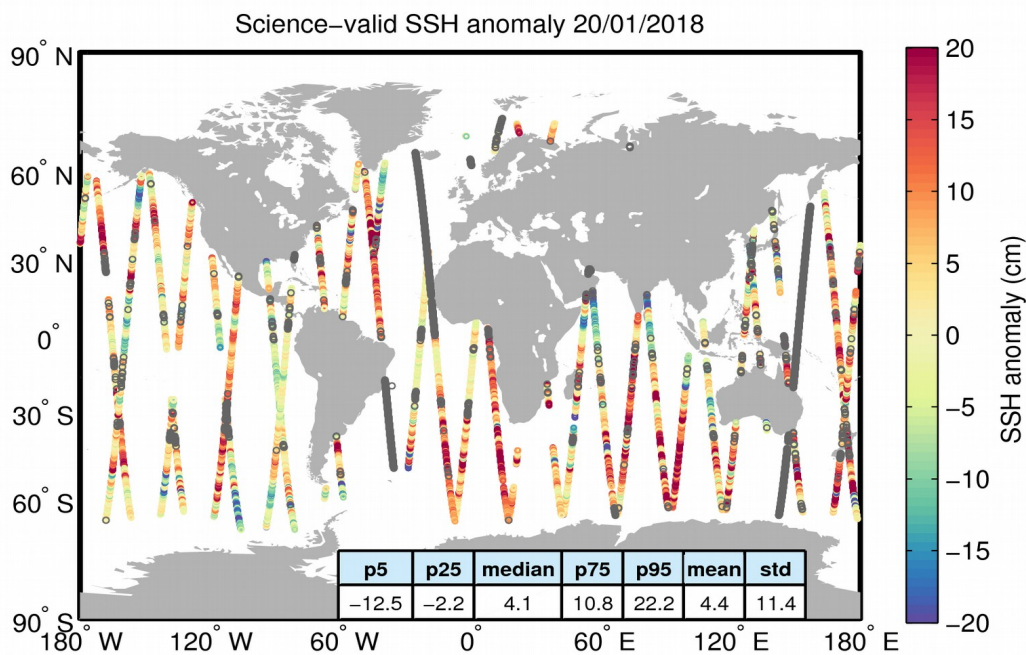 Science−valid SSH anomaly 20/01/2018
90° N
60° N
30° N
0°
30° S
60° S
90° S
180° W
120° W
60° W
0°
60° E
120° E
180° E
p5 p25 median p75 p95 mean std
−12.5 −2.2 4.1 10.8 22.2 4.4 11.4
20
15
10
5
0
−5
−10
−15
−20
SSH anomaly (cm)